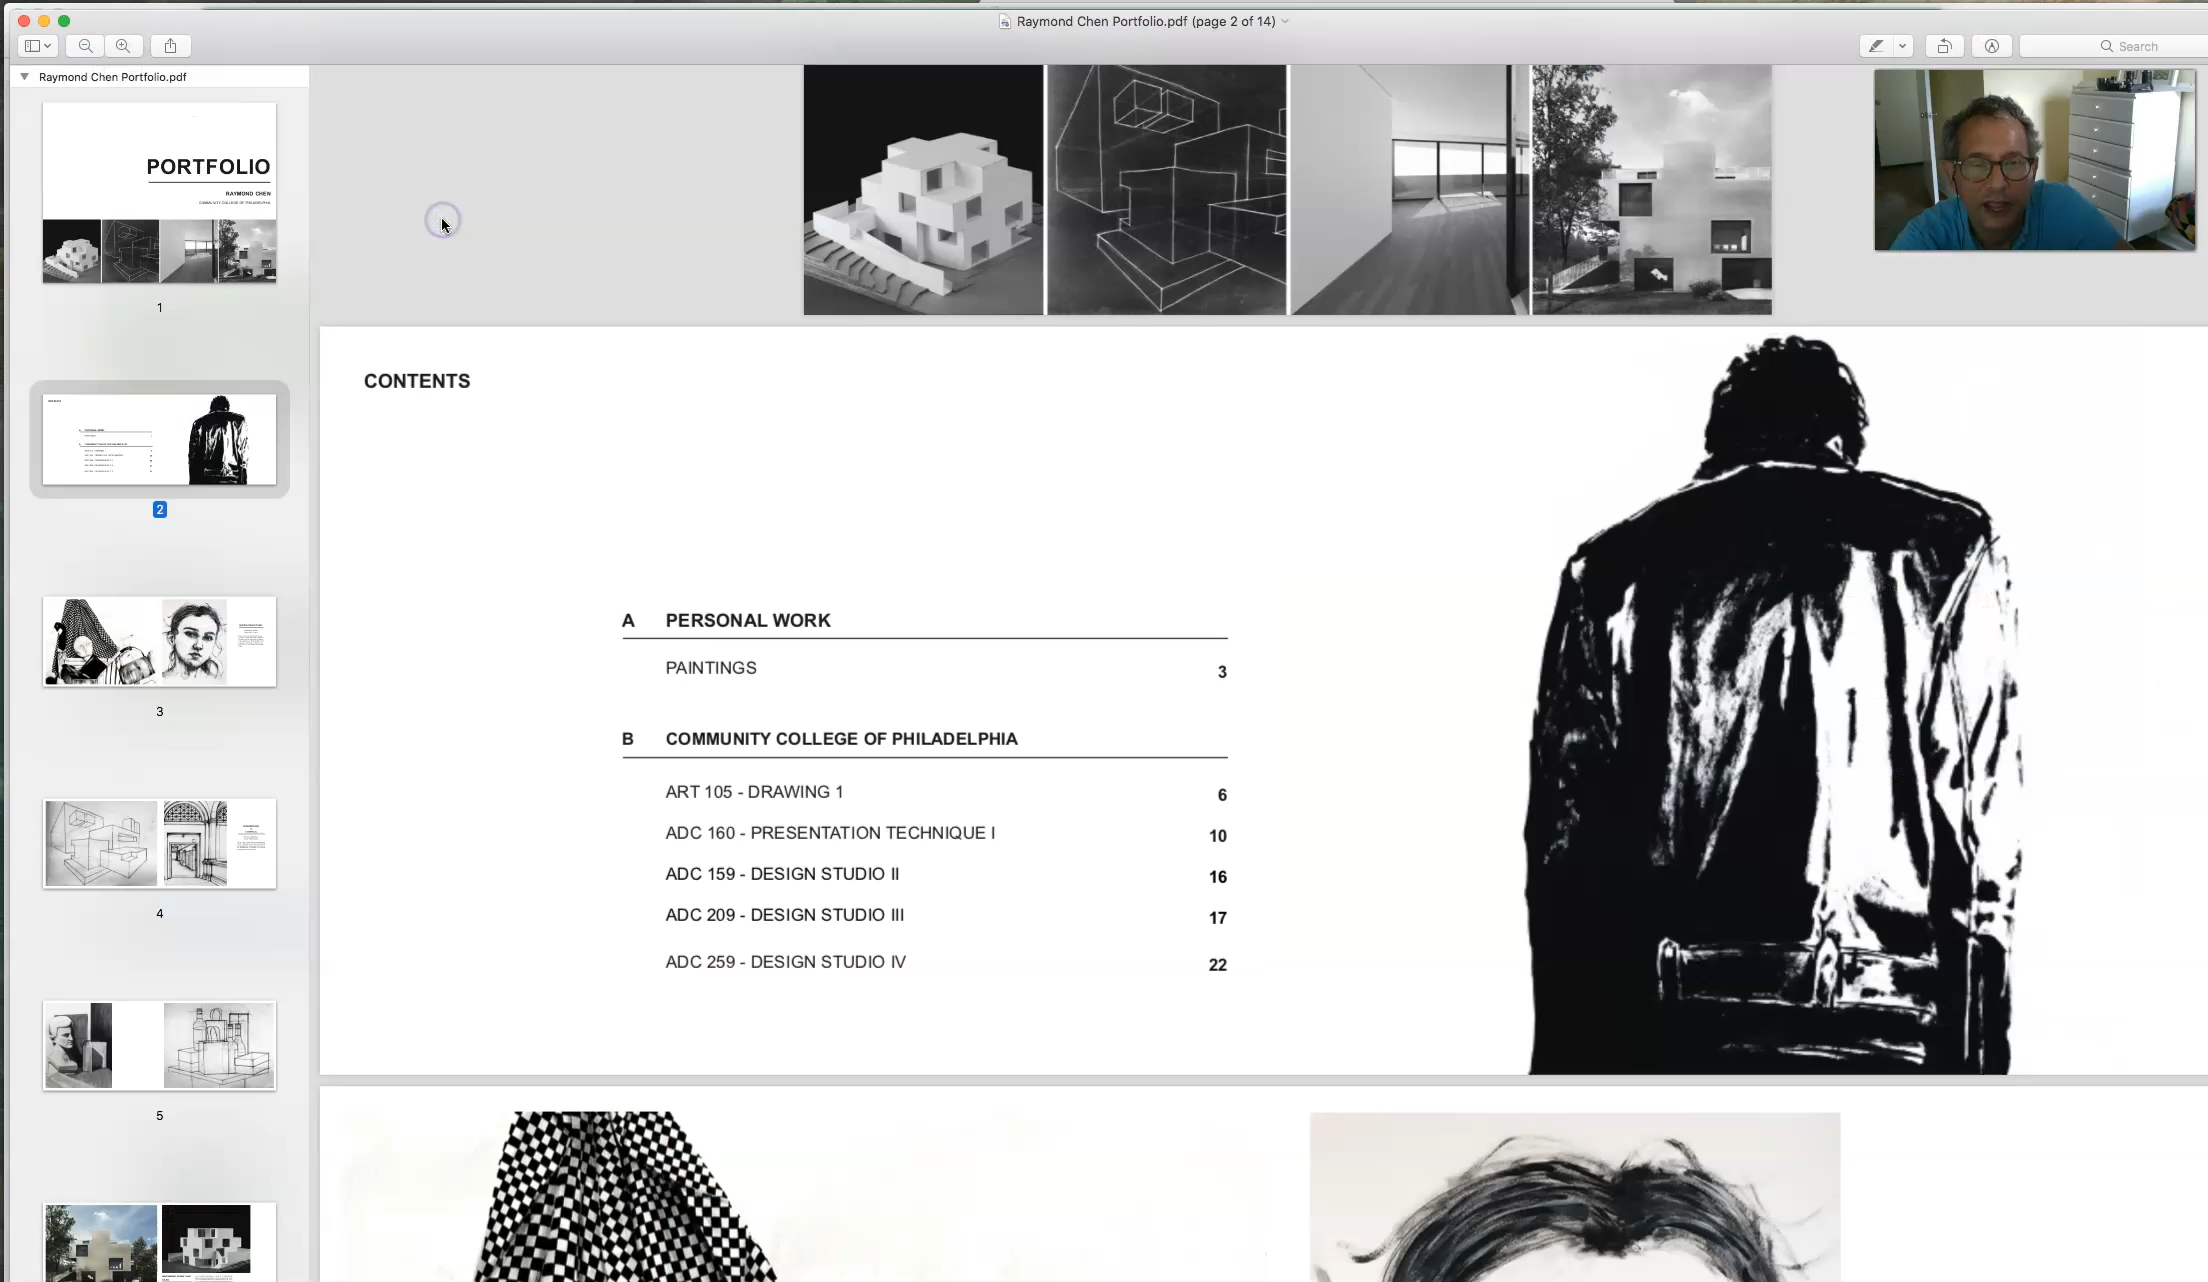 Raymond Chen Portfolio.pdf (page 2 of 14)
Search
Raymond Chen Portfolio.pdf
PORTFOLIO
RAYMOND CHEN
COMMUNITY COLLEGE OF PHILADELPHIA
1
2
3
4
5
CONTENTS
A PERSONAL WORK
PAINTINGS 3
B COMMUNITY COLLEGE OF PHILADELPHIA
ART 105 - DRAWING 1 6
ADC 160 - PRESENTATION TECHNIQUE I 10
ADC 159 - DESIGN STUDIO II 16
ADC 209 - DESIGN STUDIO III 17
ADC 259 - DESIGN STUDIO IV 22